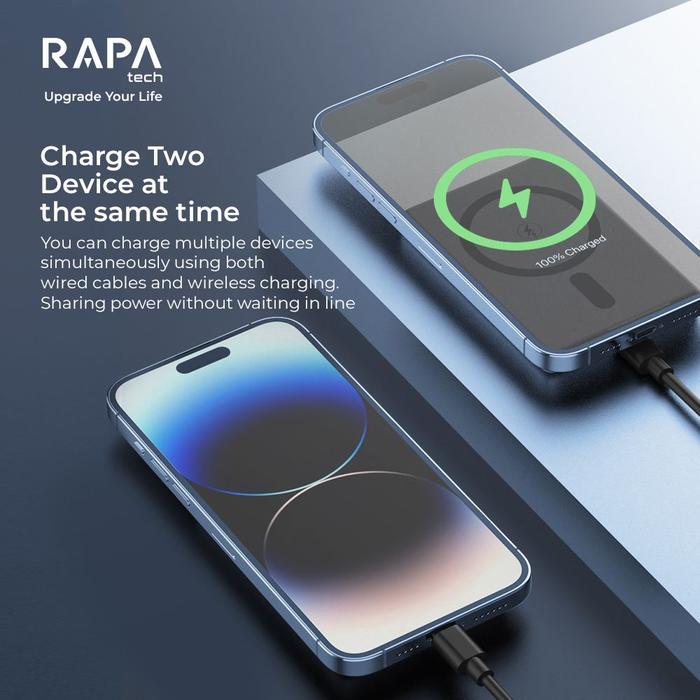 RAPA
tech
Upgrade Your Life
Charge Two
Device at
the same time
You can charge multiple devices
simultaneously using both
wired cables and wireless charging.
Sharing power without waiting in line
100% Charged